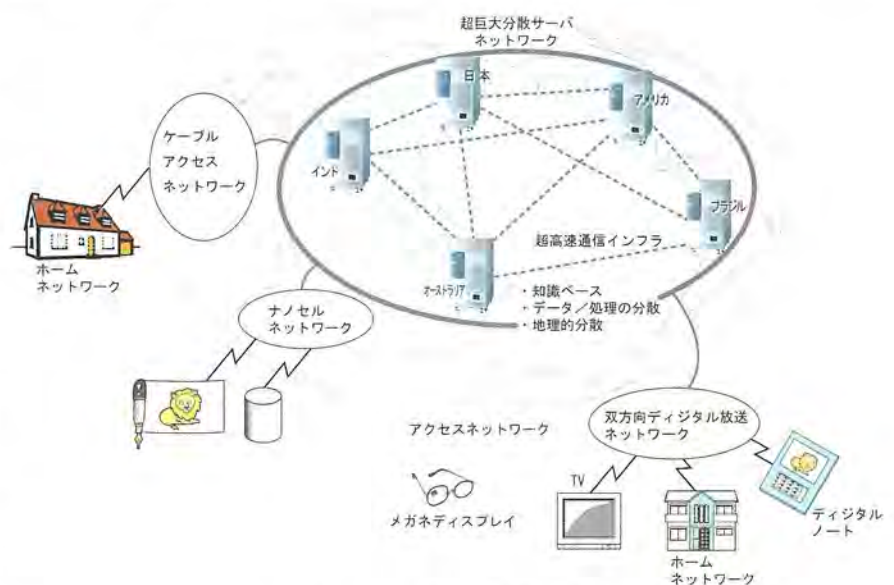 超巨大分散サーバ
ネットワーク
日本
アメリカ
インド
ブラジル
オーストラリア
超高速通信インフラ
・知識ベース
・データ/処理の分散
・地理的分散
ケーブル
アクセス
ネットワーク
ホーム
ネットワーク
ナノセル
ネットワーク
アクセスネットワーク
メガネディスプレイ
双方向ディジタル放送
ネットワーク
TV
ホーム
ネットワーク
ディジタル
ノート